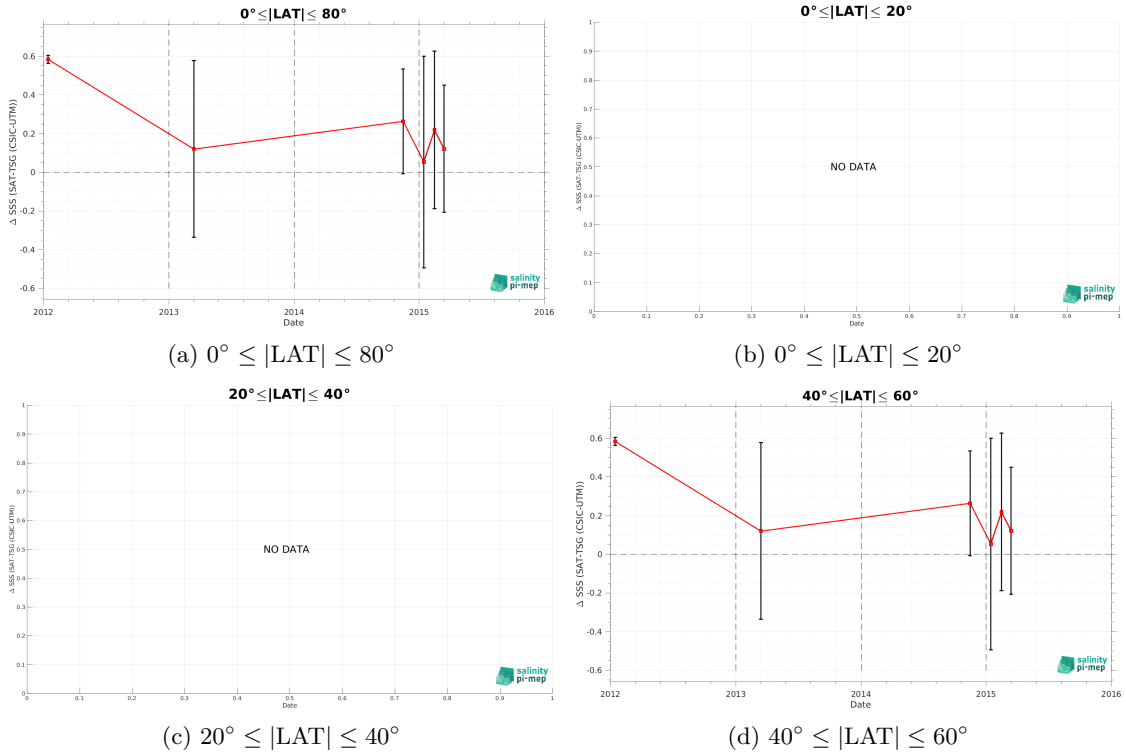 0°≤|LAT|≤ 80°
Δ SSS (SAT-TSG (CSIC-UTM))
0.6
0.4
0.2
0
-0.2
-0.4
-0.6
2012 2013 2014 2015 2016
Date
salinity
pi-mep
(a) 0° ≤ |LAT| ≤ 80°
0°≤|LAT|≤ 20°
Δ SSS (SAT-TSG (CSIC-UTM))
1
0.9
0.8
0.7
0.6
0.5
0.4
0.3
0.2
0.1
0
NO DATA
0 0.1 0.2 0.3 0.4 0.5 0.6 0.7 0.8 0.9 1
Date
salinity
pi-mep
(b) 0° ≤ |LAT| ≤ 20°
20°≤|LAT|≤ 40°
Δ SSS (SAT-TSG (CSIC-UTM))
1
0.9
0.8
0.7
0.6
0.5
0.4
0.3
0.2
0.1
0
NO DATA
0 0.1 0.2 0.3 0.4 0.5 0.6 0.7 0.8 0.9 1
Date
salinity
pi-mep
(c) 20° ≤ |LAT| ≤ 40°
40°≤|LAT|≤ 60°
Δ SSS (SAT-TSG (CSIC-UTM))
0.6
0.4
0.2
0
-0.2
-0.4
-0.6
2012 2013 2014 2015 2016
Date
salinity
pi-mep
(d) 40° ≤ |LAT| ≤ 60°